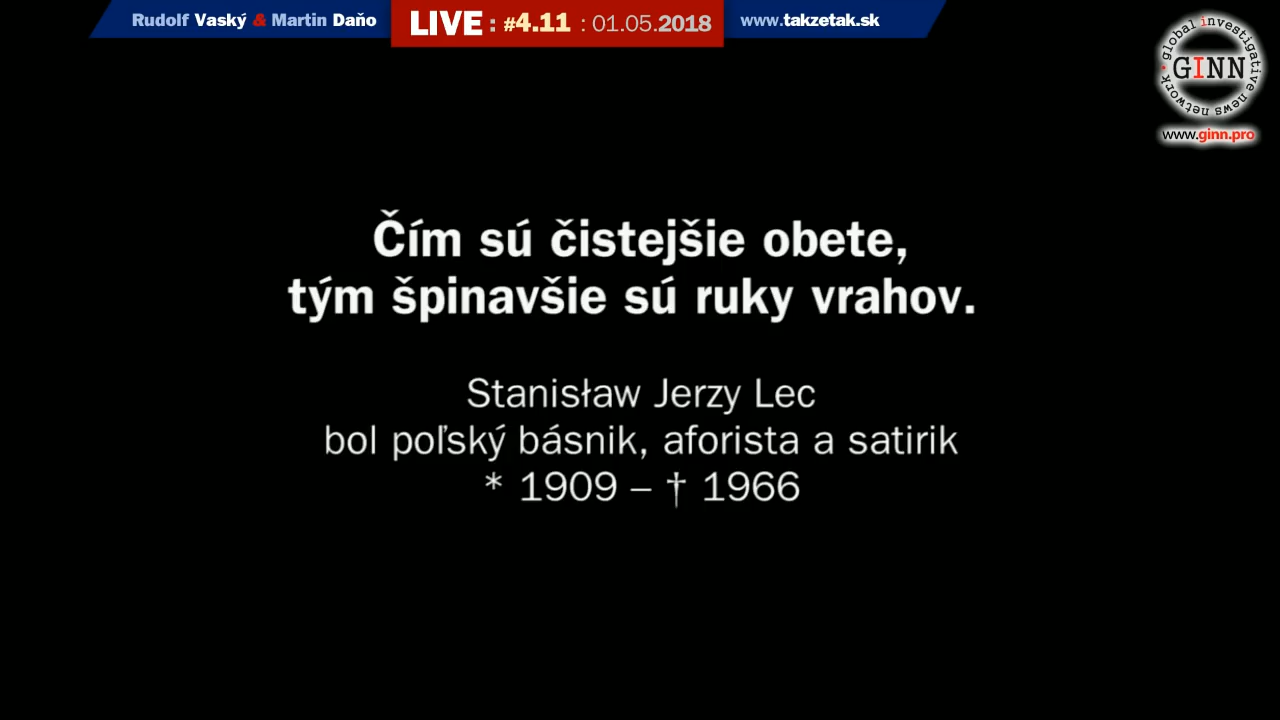 Rudolf Vaský & Martin Daňo
LIVE : #4.11 : 01.05.2018
www.takzetak.sk
global investigative news network
GINN
www.ginn.pro
Čím sú čistejšie obete,
tým špinavšie sú ruky vrahov.
Stanisław Jerzy Lec
bol poľský básnik, aforista a satirik
* 1909 – † 1966